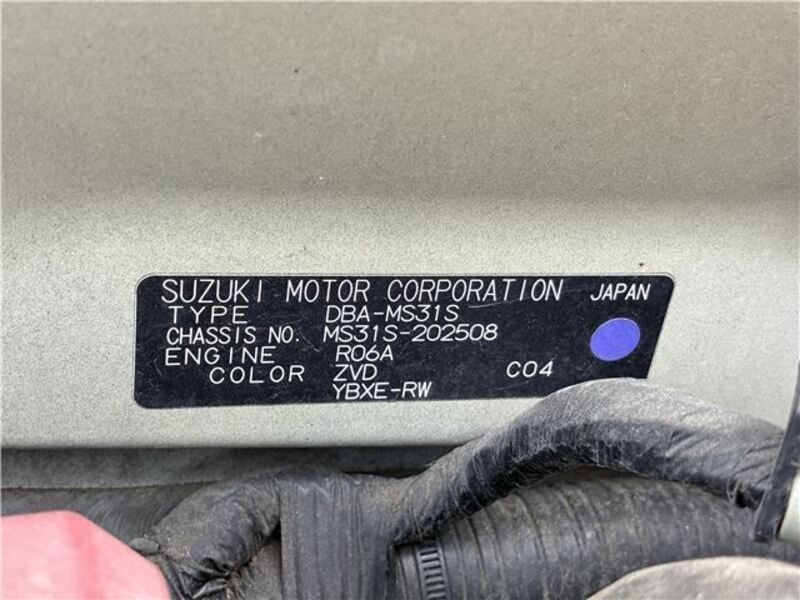 SUZUKI MOTOR CORPORATION JAPAN
TYPE DBA-MS31S
CHASSIS NO. MS31S-202508
ENGINE R06A
COLOR ZVD C04
YBXE-RW